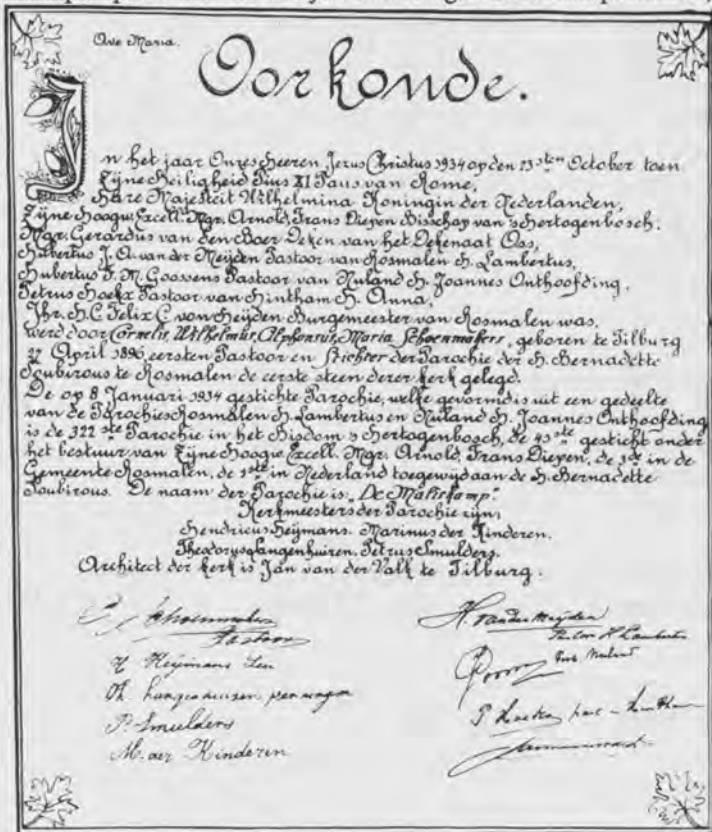 Ave Maria.
Oorkonde.
In het jaar Onzes Heeren Jezus Christus 1934 op den 13sten October toen
Zijne Heiligheid Pius XI Paus van Rome,
Hare Majesteit Wilhelmina Koningin der Nederlanden,
Zijne Hoogw. Excell. Mgr. Arnold, Frans Diepen Bisschop van 's Hertogenbosch.
Mgr. Gerardus van den Boer Deken van het Dekenaat Oss,
Hubertus J. A. van der Meijden Pastoor van Rosmalen H. Lambertus,
Hubertus F. M. Goossens Pastoor van Nuland H. Joannes Onthoofding,
Petrus Hoekx Pastoor van Hintham H. Anna,
Jhr. H. C. Felix C. von Heijden Burgemeester van Rosmalen was,
werd door Cornelis, Wilhelmus, Alphonsus, Maria Schoenmakers, geboren te Tilburg
27 April 1896, eersten Pastoor en Stichter der Parochie der H. Bernadette
Soubirous te Rosmalen de eerste steen dezer kerk gelegd.
De op 8 Januari 1934 gestichte Parochie, welke gevormd is uit een gedeelte
van de Parochies Rosmalen H. Lambertus en Nuland H. Joannes Onthoofding
is de 322ste Parochie in het Bisdom 's Hertogenbosch, de 43ste gesticht onder
het bestuur van Zijne Hoogw. Excell. Mgr. Arnold, Frans Diepen, de 3de in de
Gemeente Rosmalen, de 1ste in Nederland toegewijd aan de H. Bernadette
Soubirous. De naam der Parochie is: "De Maliskamp."
Kerkmeesters der Parochie zijn,
Hendricus Heijmans. Marinus der Kinderen.
Theodorus Langenhuizen. Petrus Smulders.
Architect der kerk is Jan van der Valk te Tilburg.
Schoenmakers
Pastoor
H Heijmans
P. Smulders
M. der Kinderen
H. van der Meijden
Pastoor H Lambertus
Past. Nuland
P Hoekx past